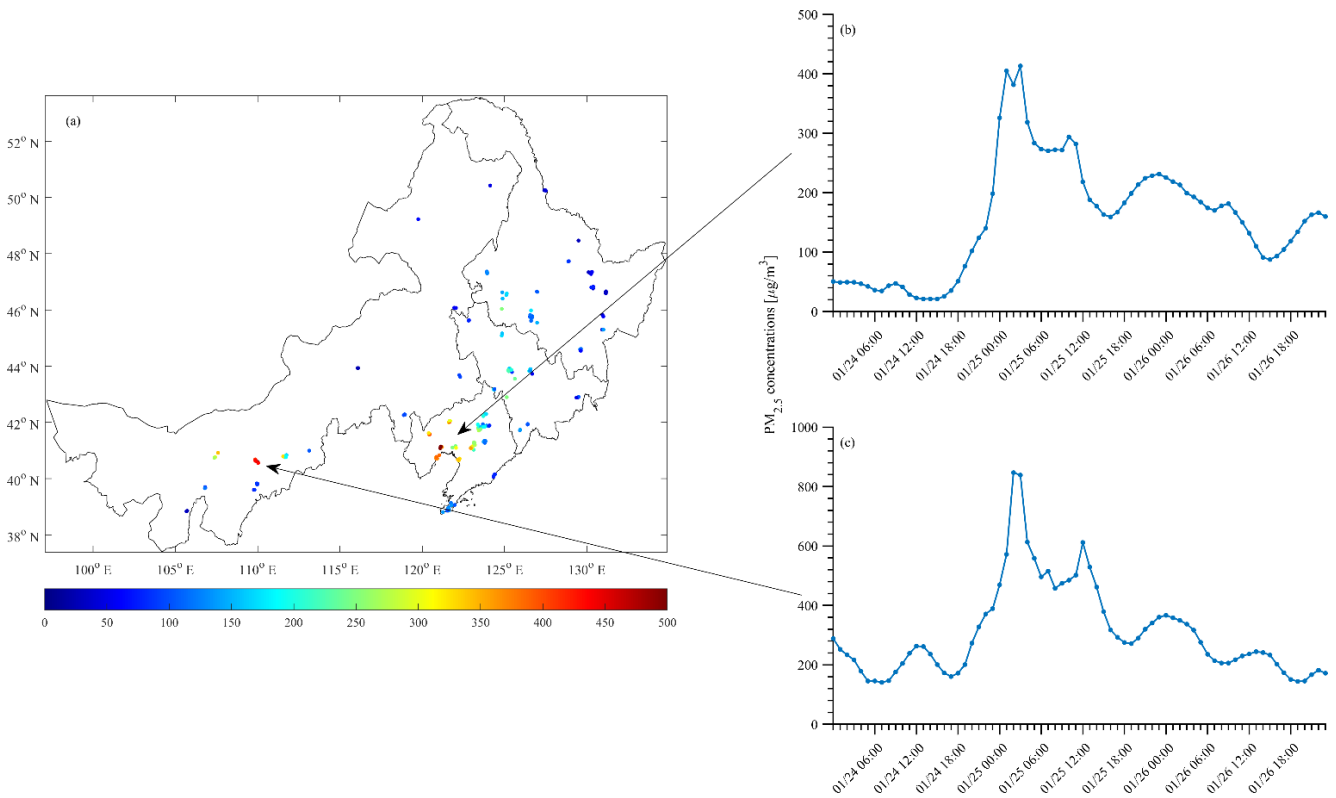 (a)
52° N
50° N
48° N
46° N
44° N
42° N
40° N
38° N
100° E
105° E
110° E
115° E
120° E
125° E
130° E
0 50 100 150 200 250 300 350 400 450 500
PM2.5 concentrations [μg/m3]
(b)
500
400
300
200
100
0
01/24 06:00
01/24 12:00
01/24 18:00
01/25 00:00
01/25 06:00
01/25 12:00
01/25 18:00
01/26 00:00
01/26 06:00
01/26 12:00
01/26 18:00
(c)
1000
800
600
400
200
0
01/24 06:00
01/24 12:00
01/24 18:00
01/25 00:00
01/25 06:00
01/25 12:00
01/25 18:00
01/26 00:00
01/26 06:00
01/26 12:00
01/26 18:00